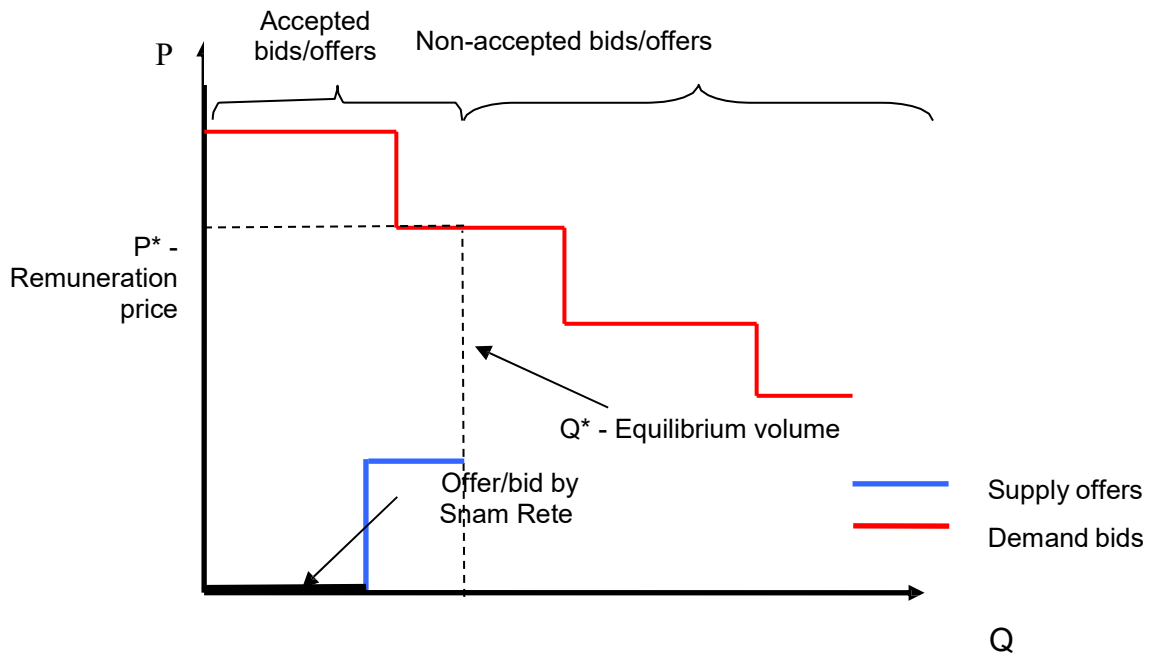 Accepted
bids/offers
Non-accepted bids/offers
P
P* -
Remuneration
price
Q* - Equilibrium volume
Offer/bid by
Snam Rete
Supply offers
Demand bids
Q